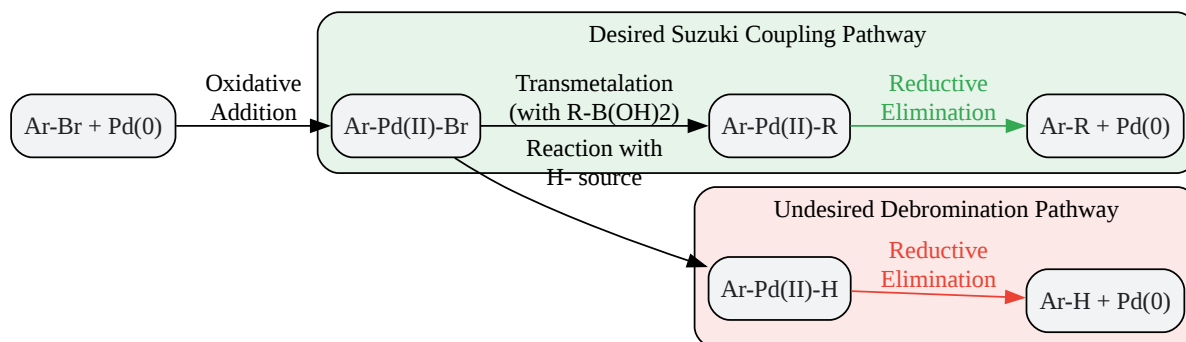 Desired Suzuki Coupling Pathway
Ar-Br + Pd(0)
Oxidative
Addition
Ar-Pd(II)-Br
Transmetalation
(with R-B(OH)2)
Ar-Pd(II)-R
Reductive
Elimination
Ar-R + Pd(0)
Reaction with
H- source
Undesired Debromination Pathway
Ar-Pd(II)-H
Reductive
Elimination
Ar-H + Pd(0)